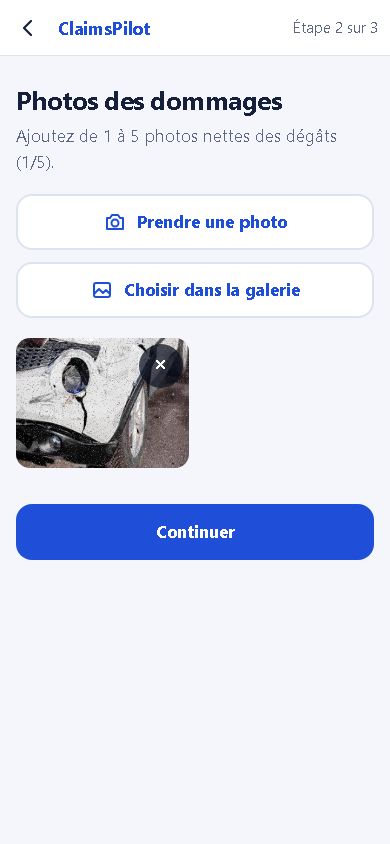 ClaimsPilot
Étape 2 sur 3
Photos des dommages
Ajoutez de 1 à 5 photos nettes des dégâts
(1/5).
Prendre une photo
Choisir dans la galerie
Continuer